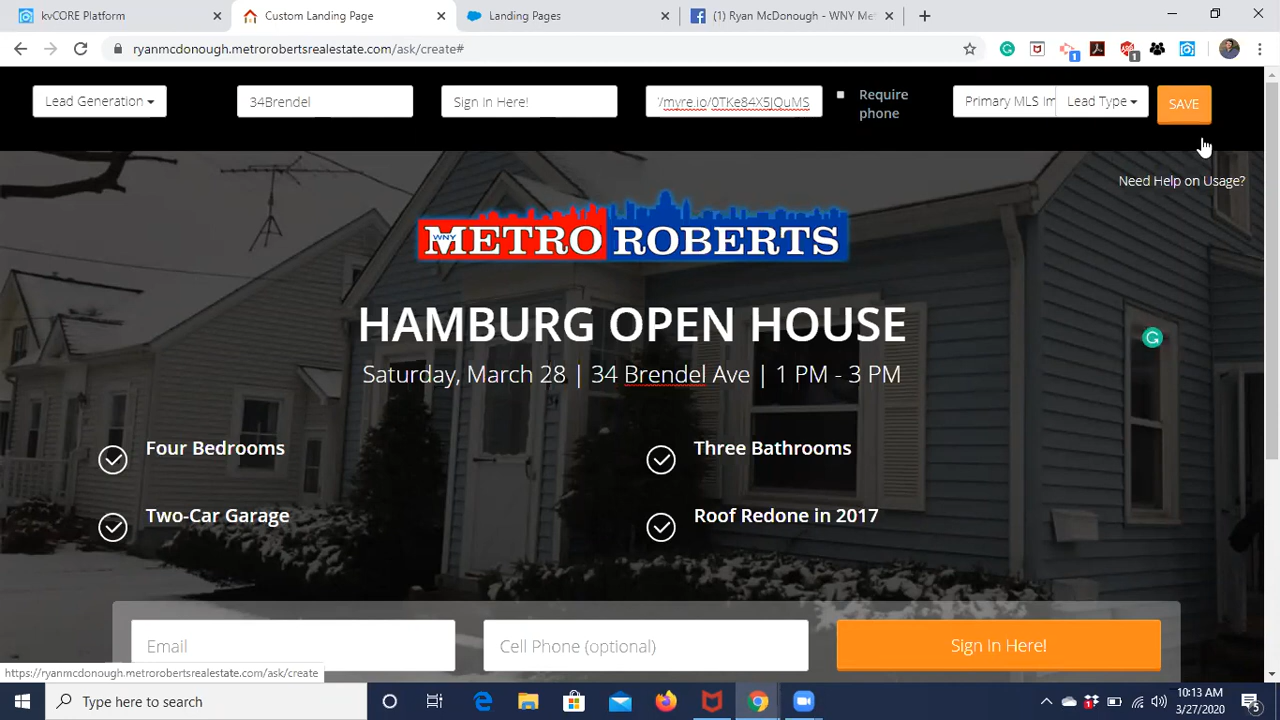 kvCORE Platform
Custom Landing Page
Landing Pages
(1) Ryan McDonough - WNY Met
ryanmcdonough.metrorobertsrealestate.com/ask/create#
Lead Generation
34Brendel
Sign In Here!
/myre.io/0TKe84X5JQuMS
Require phone
Primary MLS Im
Lead Type
SAVE
Need Help on Usage?
WNY METRO ROBERTS
HAMBURG OPEN HOUSE
Saturday, March 28 | 34 Brendel Ave | 1 PM - 3 PM
Four Bedrooms
Three Bathrooms
Two-Car Garage
Roof Redone in 2017
Email
Cell Phone (optional)
Sign In Here!
https://ryanmcdonough.metrorobertsrealestate.com/ask/create
Type here to search
10:13 AM
3/27/2020